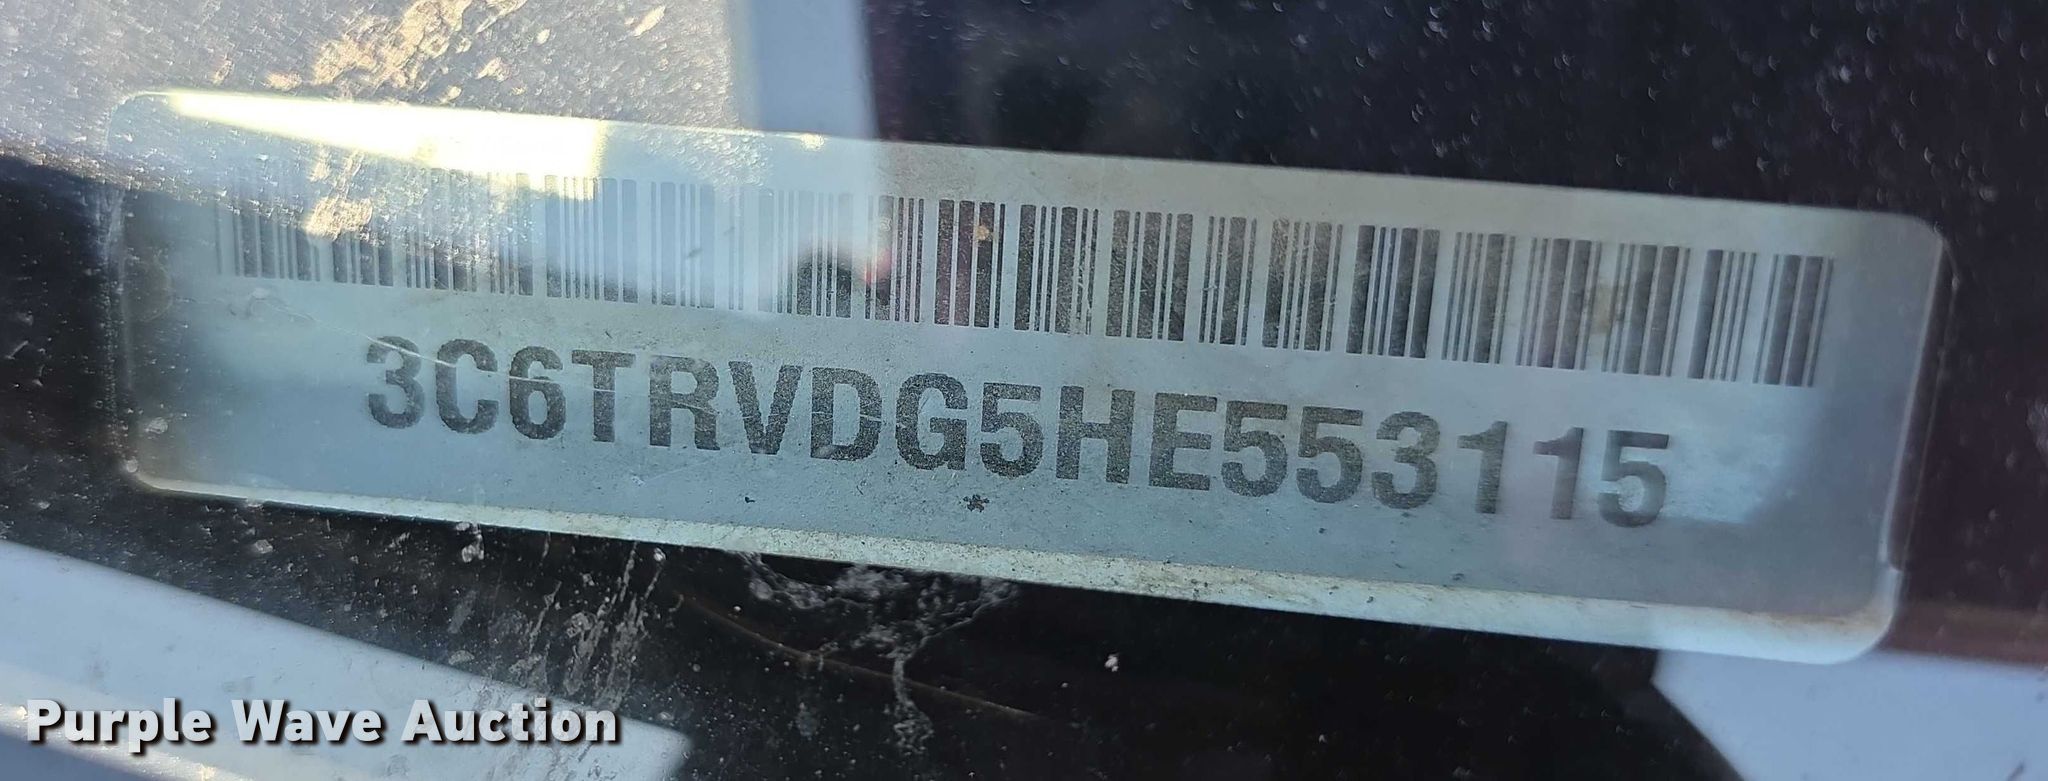 3C6TRVDG5HE553115
Purple Wave Auction